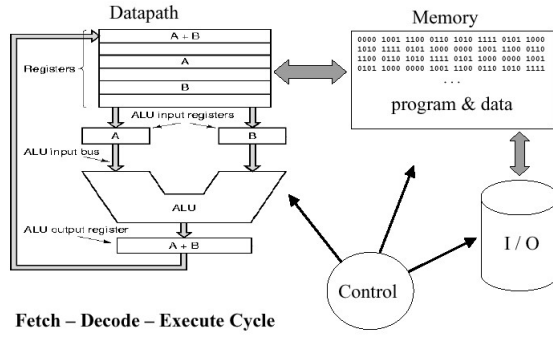 Datapath
Memory
A + B
A
B
Registers
0000 1001 1100 0110 1010 1111 0101 1000
1010 1111 0101 1000 0000 1001 1100 0110
1100 0110 1010 1111 0101 1000 0000 1001
0101 1000 0000 1001 1100 0110 1010 1111
. . .
program & data
ALU input registers
A
B
ALU input bus
ALU
ALU output register
A + B
Control
I / O
Fetch – Decode – Execute Cycle